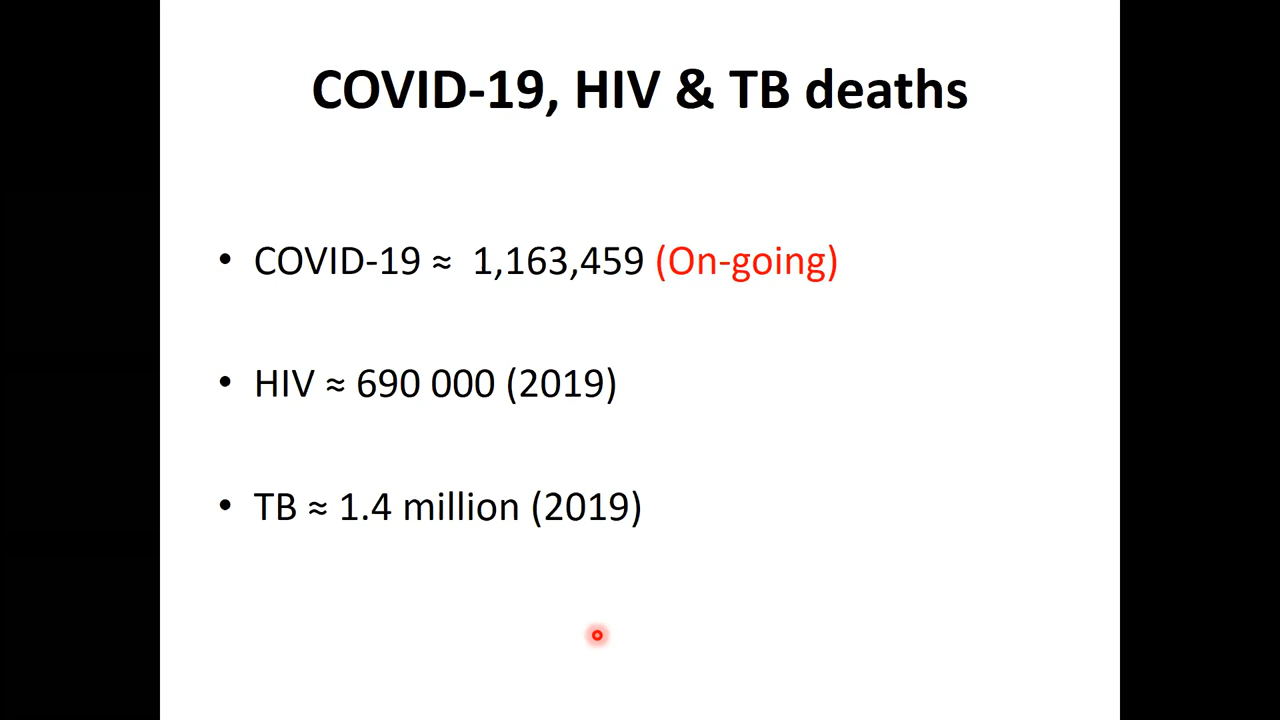 COVID-19, HIV & TB deaths
• COVID-19 ≈ 1,163,459 (On-going)
• HIV ≈ 690 000 (2019)
• TB ≈ 1.4 million (2019)